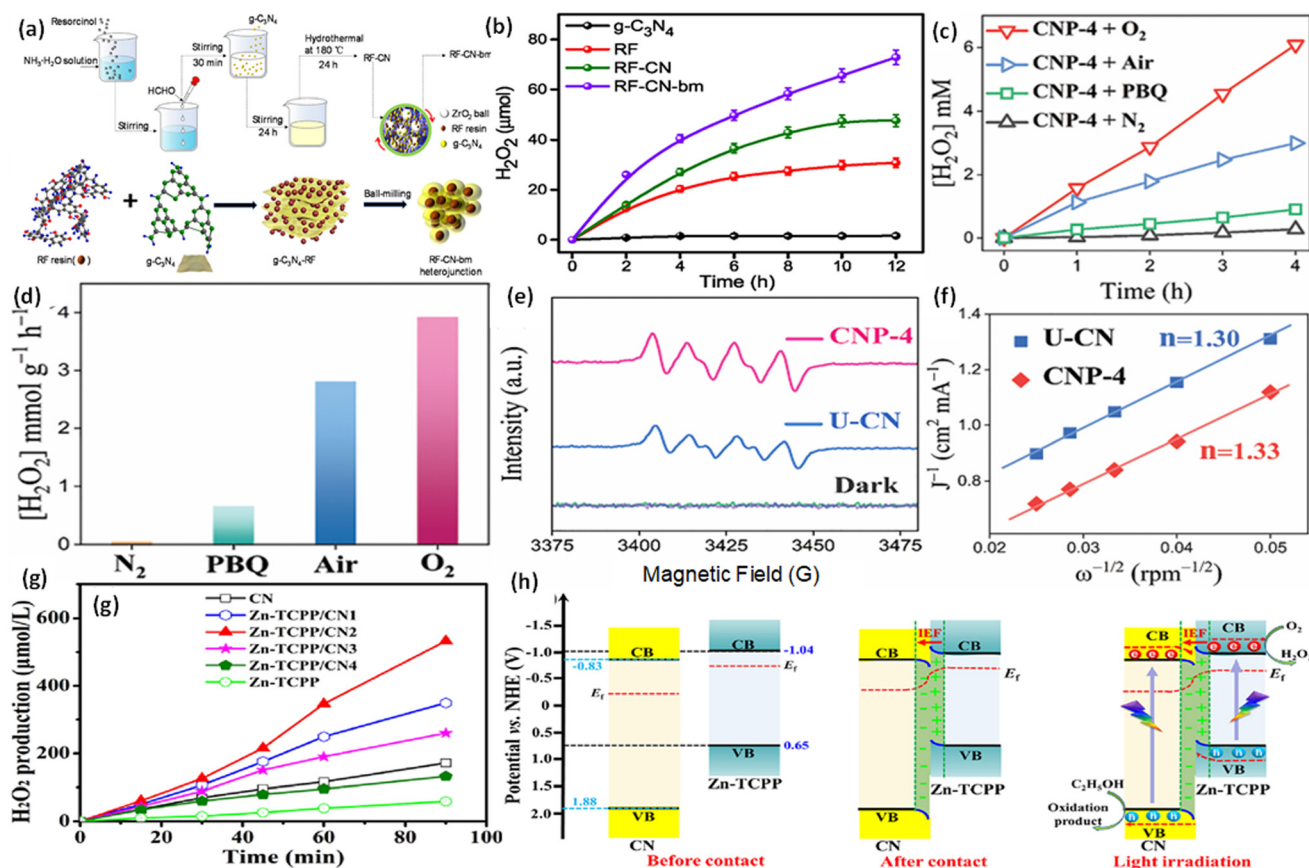 (a)
Resorcinol
NH₃·H₂O solution
Stirring
HCHO
g-C₃N₄
Stirring
30 min
Hydrothermal
at 180 ℃
24 h
RF-CN
RF-CN-bm
Stirring
24 h
ZrO₂ ball
RF resin
g-C₃N₄
RF resin( )
g-C₃N₄
g-C₃N₄-RF
Ball-milling
RF-CN-bm
heterojunction
(b)
g-C₃N₄
RF
RF-CN
RF-CN-bm
H₂O₂ (μmol)
80
60
40
20
0
0 2 4 6 8 10 12
Time (h)
(c)
CNP-4 + O₂
CNP-4 + Air
CNP-4 + PBQ
CNP-4 + N₂
[H₂O₂] mM
6
4
2
0
0 1 2 3 4
Time (h)
(d)
[H₂O₂] mmol g⁻¹ h⁻¹
4
3
2
1
0
N₂ PBQ Air O₂
(e)
CNP-4
U-CN
Dark
Intensity (a.u.)
3375 3400 3425 3450 3480
Magnetic Field (G)
(f)
U-CN
CNP-4
n=1.30
n=1.33
J⁻¹ (cm² mA⁻¹)
1.4
1.2
1.0
0.8
0.02 0.03 0.04 0.05
ω⁻¹/² (rpm⁻¹/²)
(g)
(g)
CN
Zn-TCPP/CN1
Zn-TCPP/CN2
Zn-TCPP/CN3
Zn-TCPP/CN4
Zn-TCPP
H₂O₂ production (μmol/L)
600
400
200
0
0 20 40 60 80 100
Time (min)
(h)
Potential vs. NHE (V)
-1.5
-1.0
-0.5
0
0.5
1.0
1.5
2.0
-0.83
1.88
CB
E_f
VB
CN
CB
-1.04
E_f
0.65
VB
Zn-TCPP
Before contact
CB
IEF
CB
E_f
VB
Zn-TCPP
VB
CN
After contact
CB
IEF
CB
O₂
H₂O₂
e e e
e e e
E_f
h h h
VB
Zn-TCPP
C₂H₅OH
Oxidation
product
h h h
VB
CN
Light irradiation